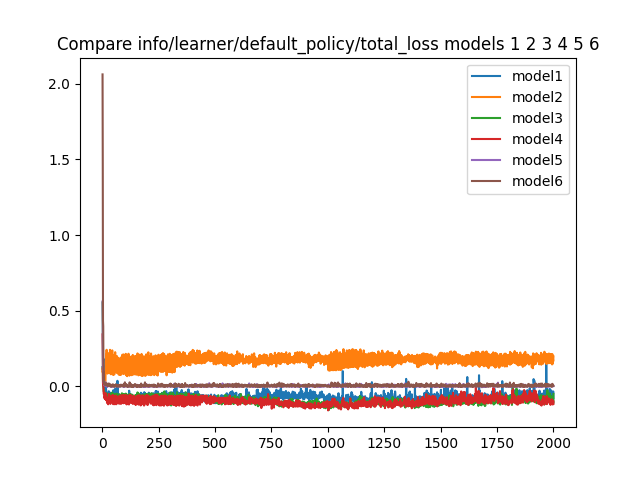 Compare info/learner/default_policy/total_loss models 1 2 3 4 5 6
model1
model2
model3
model4
model5
model6
2.0
1.5
1.0
0.5
0.0
0 250 500 750 1000 1250 1500 1750 2000